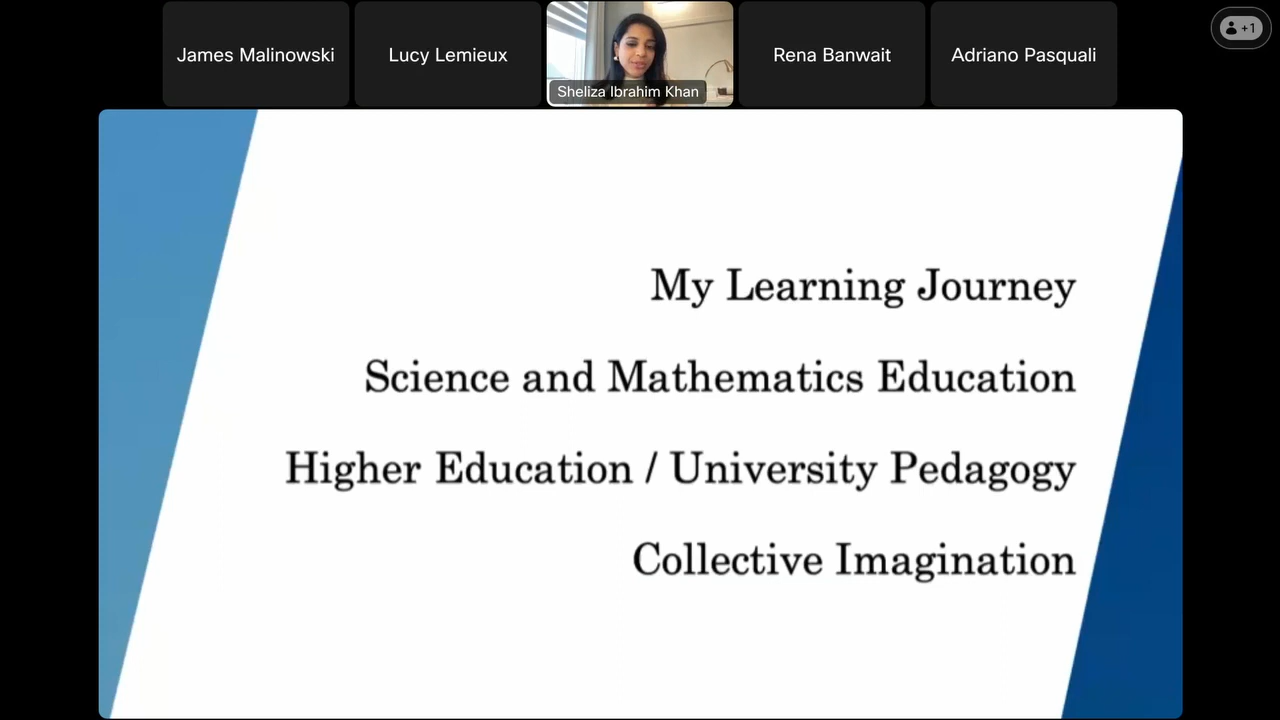 James Malinowski
Lucy Lemieux
Sheliza Ibrahim Khan
Rena Banwait
Adriano Pasquali
+1
My Learning Journey
Science and Mathematics Education
Higher Education / University Pedagogy
Collective Imagination